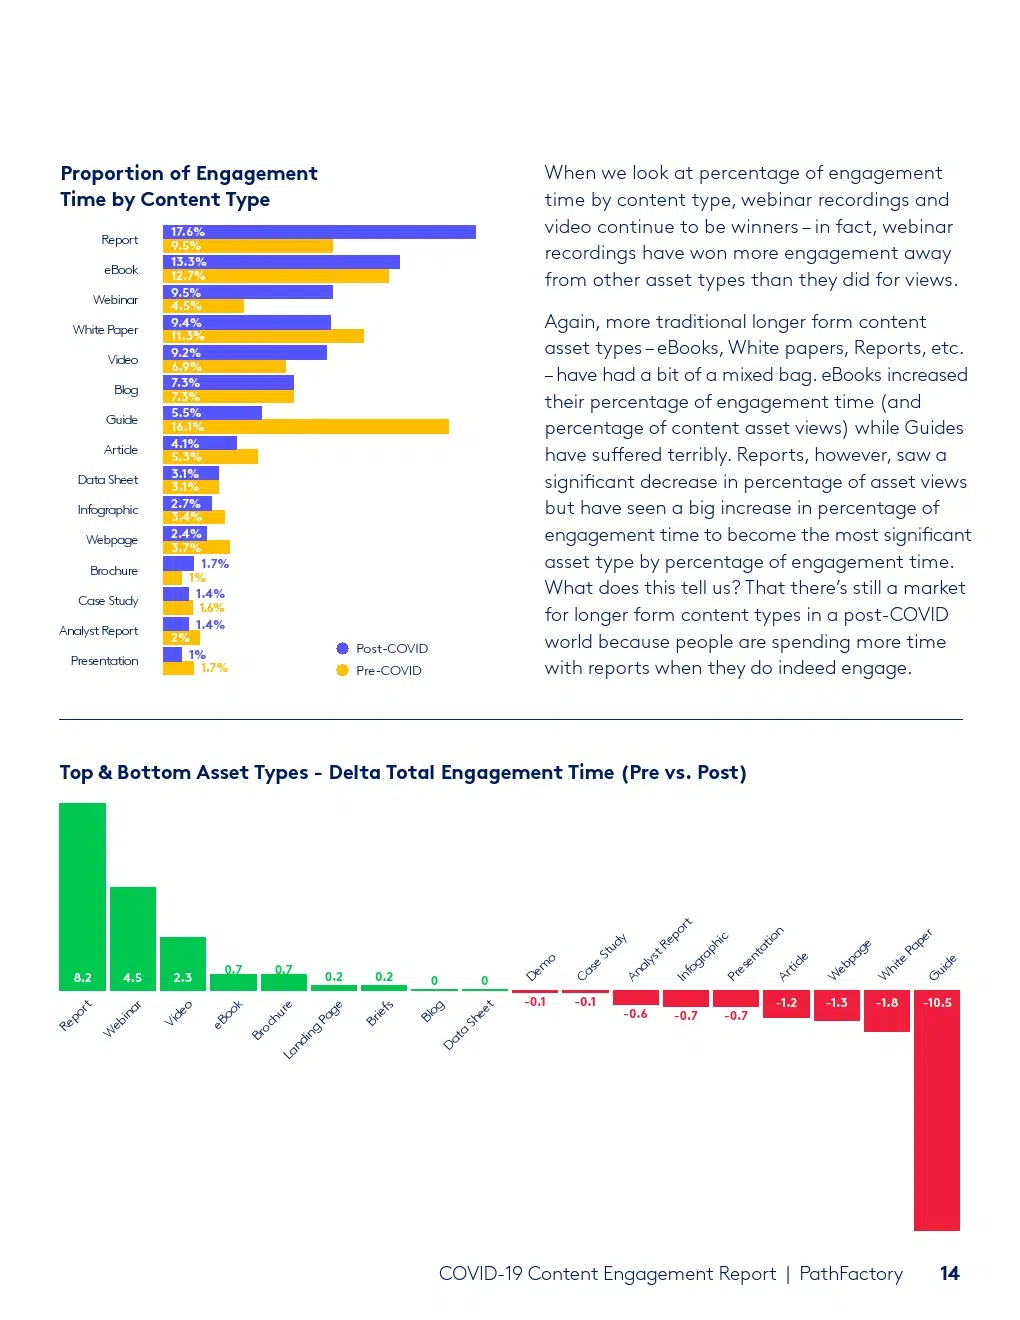 Proportion of Engagement
Time by Content Type
Report
17.6%
9.5%
eBook
13.3%
12.7%
Webinar
9.5%
4.5%
White Paper
9.4%
11.3%
Video
9.2%
6.9%
Blog
7.3%
7.3%
Guide
5.5%
16.1%
Article
4.1%
5.3%
Data Sheet
3.1%
3.1%
Infographic
2.7%
3.4%
Webpage
2.4%
3.7%
Brochure
1.7%
1%
Case Study
1.4%
1.6%
Analyst Report
1.4%
2%
Presentation
1%
1.7%
Post-COVID
Pre-COVID
When we look at percentage of engagement
time by content type, webinar recordings and
video continue to be winners – in fact, webinar
recordings have won more engagement away
from other asset types than they did for views.
Again, more traditional longer form content
asset types – eBooks, White papers, Reports, etc.
– have had a bit of a mixed bag. eBooks increased
their percentage of engagement time (and
percentage of content asset views) while Guides
have suffered terribly. Reports, however, saw a
significant decrease in percentage of asset views
but have seen a big increase in percentage of
engagement time to become the most significant
asset type by percentage of engagement time.
What does this tell us? That there's still a market
for longer form content types in a post-COVID
world because people are spending more time
with reports when they do indeed engage.
Top & Bottom Asset Types - Delta Total Engagement Time (Pre vs. Post)
8.2
4.5
2.3
0.7
0.7
0.2
0.2
0
0
Report
Webinar
Video
eBook
Brochure
Landing Page
Briefs
Blog
Data Sheet
Demo
Case Study
Analyst Report
Infographic
Presentation
Article
Webpage
White Paper
Guide
-0.1
-0.1
-0.6
-0.7
-0.7
-1.2
-1.3
-1.8
-10.5
COVID-19 Content Engagement Report | PathFactory 14